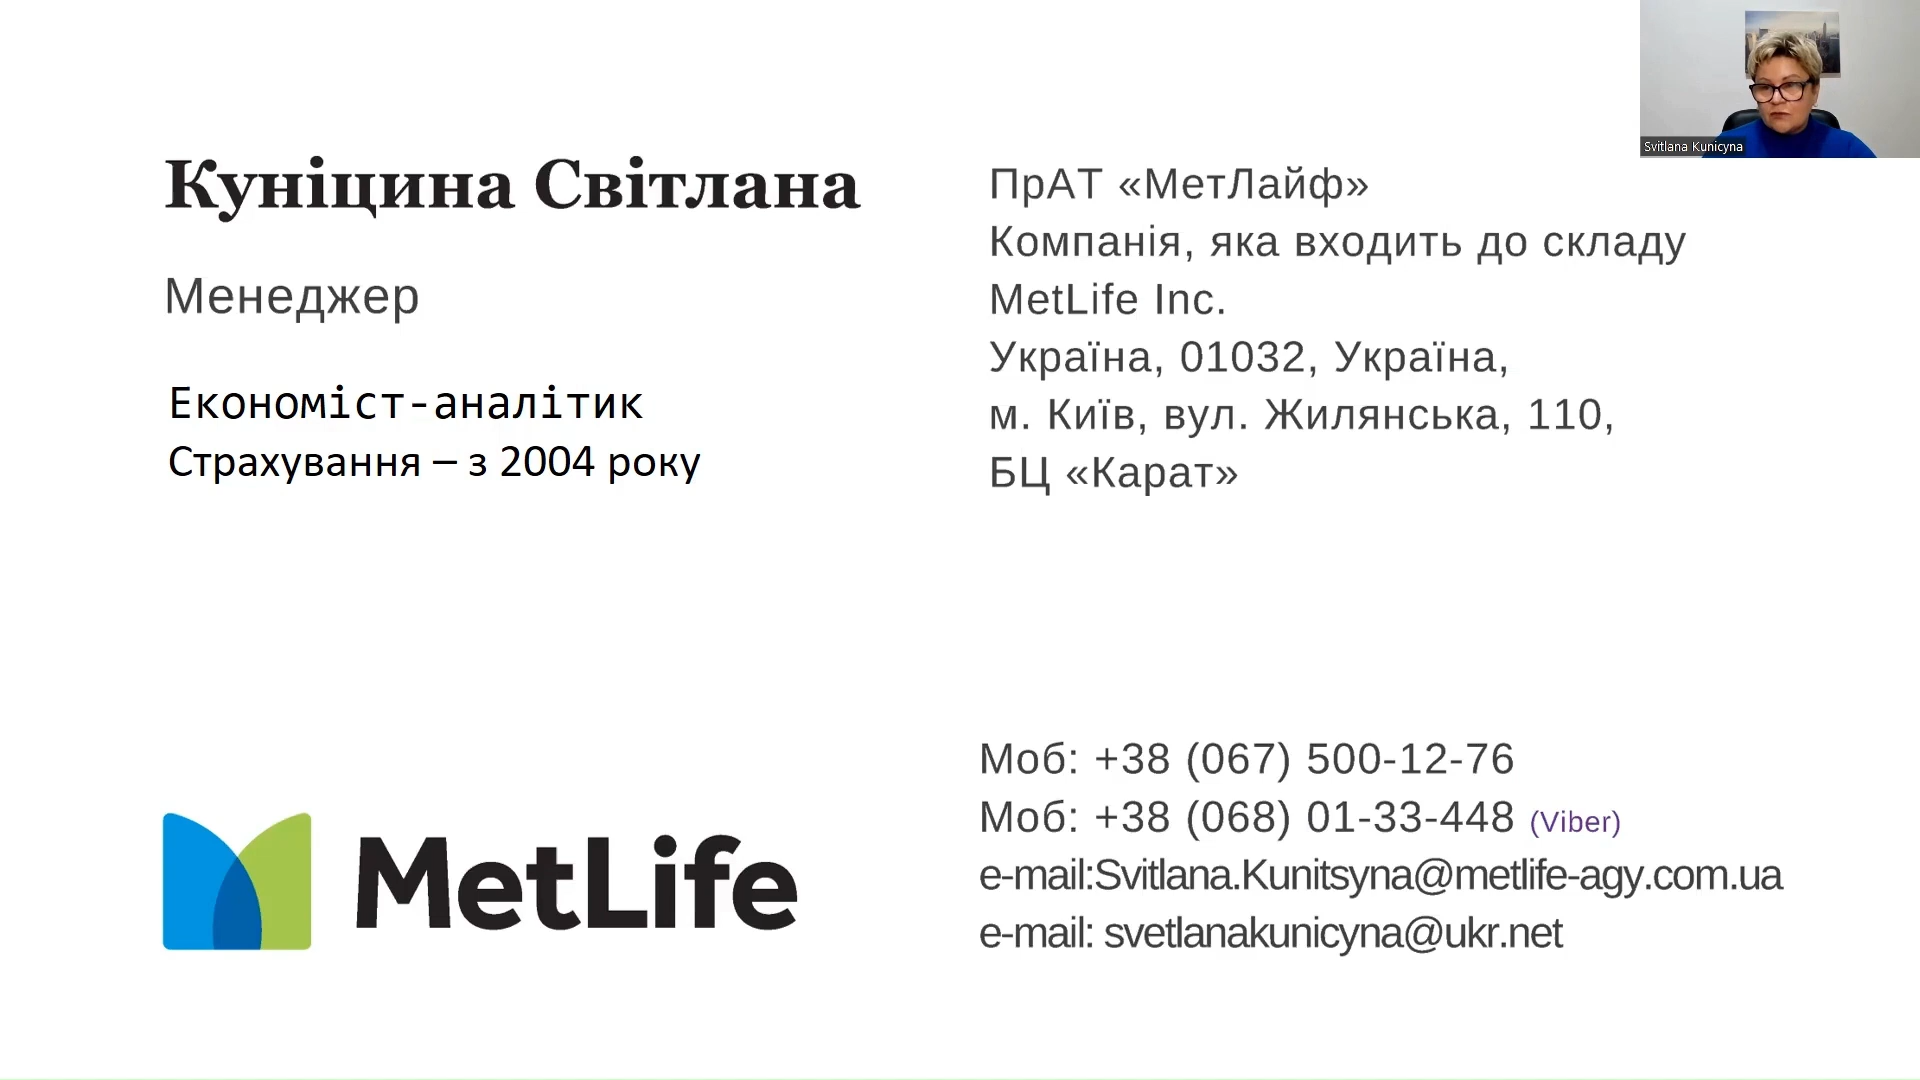 Svitlana Kunicyna
Куніцина Світлана
Менеджер
Економіст-аналітик
Страхування – з 2004 року
ПрАТ «МетЛайф»
Компанія, яка входить до складу
MetLife Inc.
Україна, 01032, Україна,
м. Київ, вул. Жилянська, 110,
БЦ «Карат»
MetLife
Моб: +38 (067) 500-12-76
Моб: +38 (068) 01-33-448 (Viber)
e-mail:Svitlana.Kunitsyna@metlife-agy.com.ua
e-mail: svetlanakunicyna@ukr.net